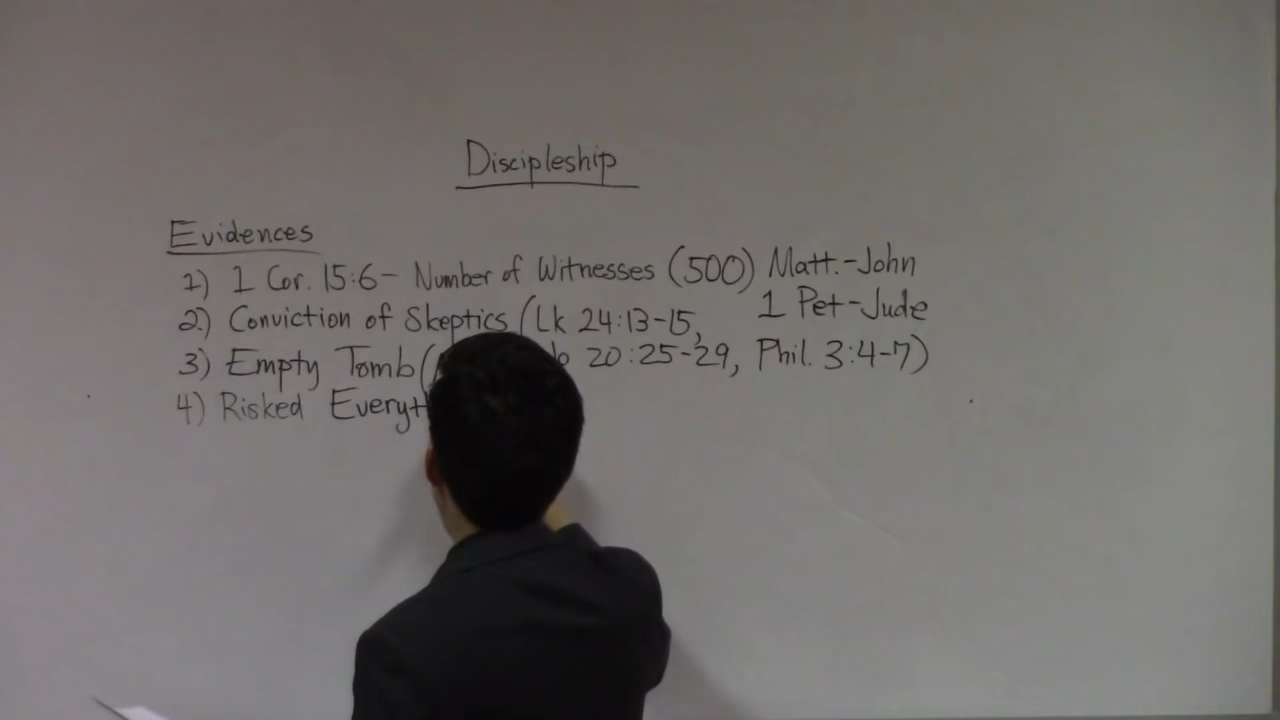 Discipleship
Evidences
1) 1 Cor. 15:6- Number of Witnesses (500) Matt.-John
2.) Conviction of Skeptics (Lk 24:13-15, 1 Pet-Jude
3) Empty Tomb ( 20:25-29, Phil. 3:4-7)
4) Risked